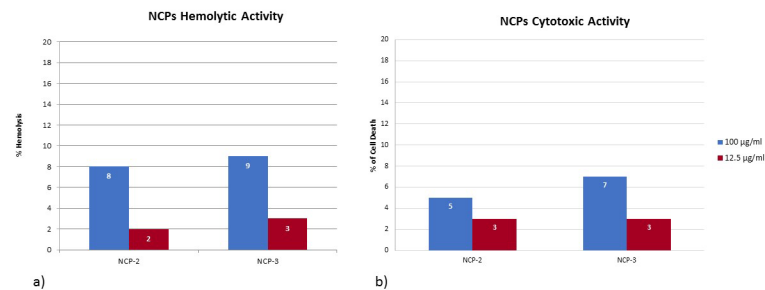 NCPs Hemolytic Activity
20
18
16
14
12
10
8
6
4
2
0
% Hemolysis
8
2
9
3
NCP-2
NCP-3
a)
NCPs Cytotoxic Activity
20
18
16
14
12
10
8
6
4
2
0
% of Cell Death
5
3
7
3
NCP-2
NCP-3
100 μg/ml
12.5 μg/ml
b)